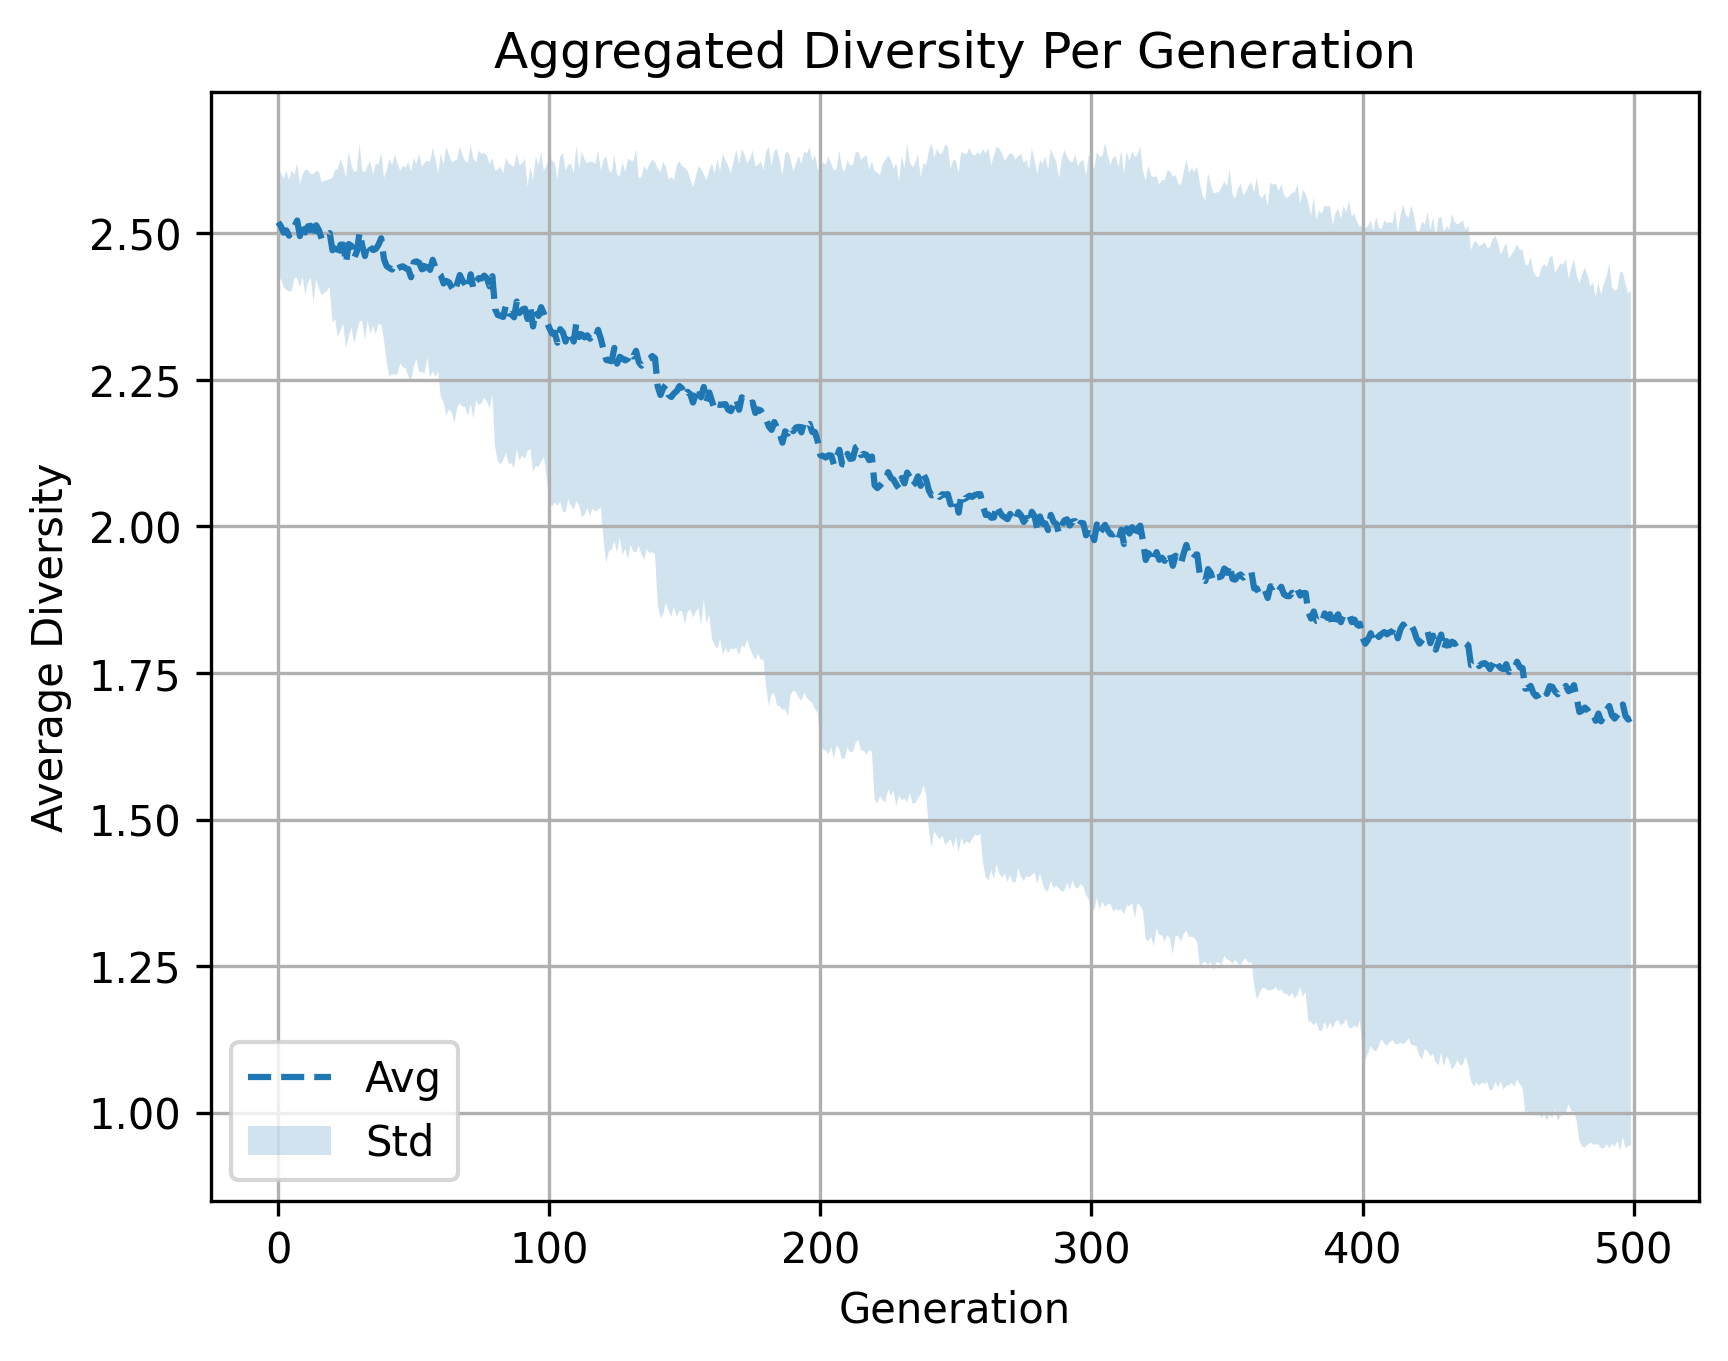 Aggregated Diversity Per Generation
Average Diversity
2.50
2.25
2.00
1.75
1.50
1.25
1.00
Avg
Std
0 100 200 300 400 500
Generation